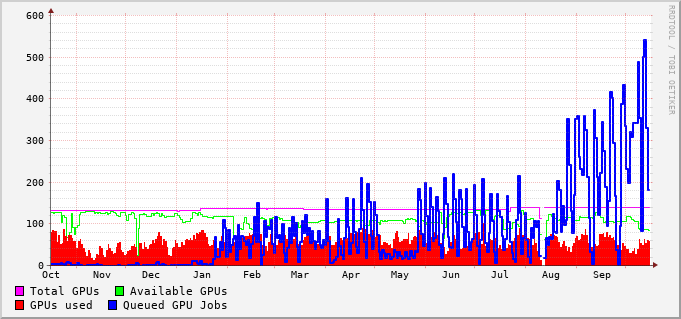 600
500
400
300
200
100
0
Oct Nov Dec Jan Feb Mar Apr May Jun Jul Aug Sep
Total GPUs Available GPUs
GPUs used Queued GPU Jobs
RRDTOOL / TOBI OETIKER